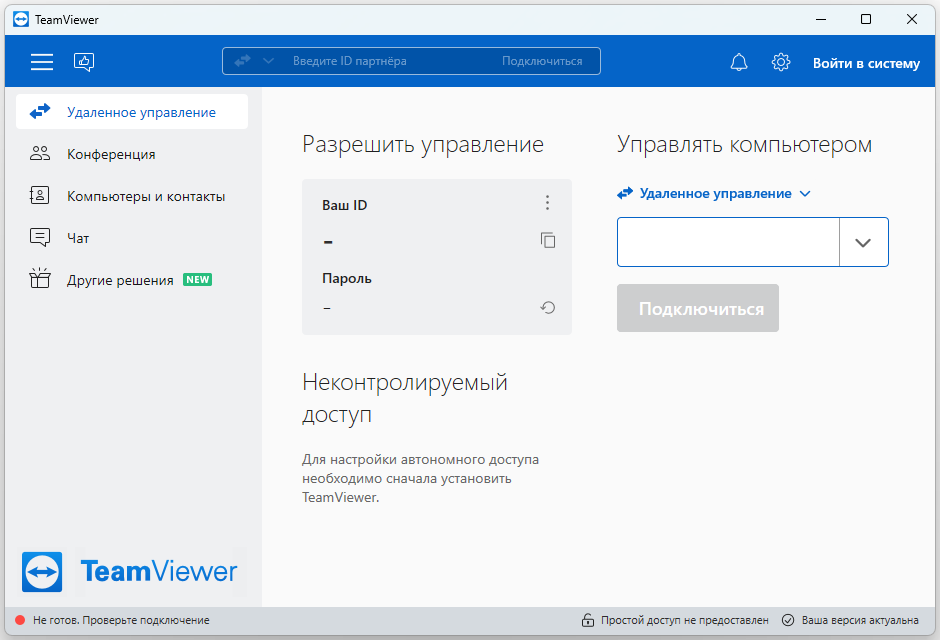 TeamViewer
Введите ID партнёра
Подключиться
Войти в систему
Удаленное управление
Конференция
Компьютеры и контакты
Чат
Другие решения NEW
Разрешить управление
Ваш ID
–
Пароль
–
Неконтролируемый
доступ
Для настройки автономного доступа
необходимо сначала установить
TeamViewer.
Управлять компьютером
Удаленное управление
Подключиться
TeamViewer
Не готов. Проверьте подключение
Простой доступ не предоставлен
Ваша версия актуальна